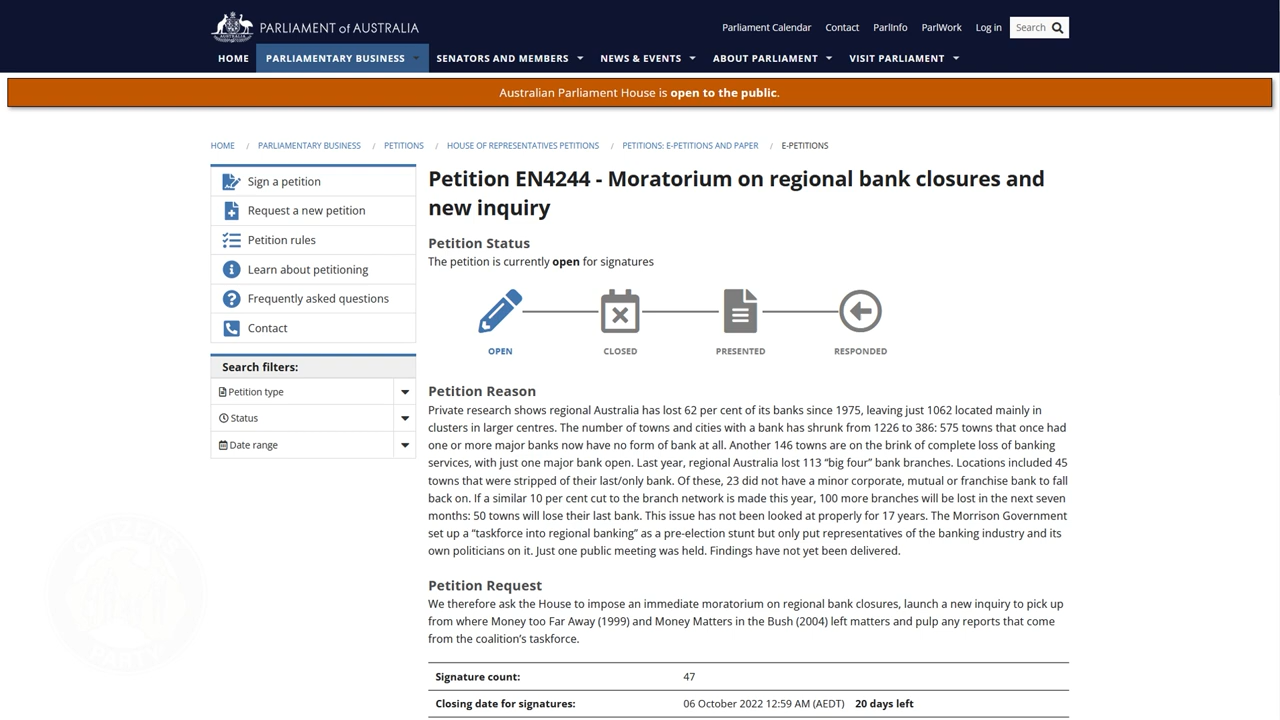 PARLIAMENT of AUSTRALIA
Parliament Calendar Contact ParlInfo ParlWork Log in Search
HOME PARLIAMENTARY BUSINESS SENATORS AND MEMBERS NEWS & EVENTS ABOUT PARLIAMENT VISIT PARLIAMENT
Australian Parliament House is open to the public.
HOME / PARLIAMENTARY BUSINESS / PETITIONS / HOUSE OF REPRESENTATIVES PETITIONS / PETITIONS: E-PETITIONS AND PAPER / E-PETITIONS
Sign a petition
Request a new petition
Petition rules
Learn about petitioning
Frequently asked questions
Contact
Search filters:
Petition type
Status
Date range
Petition EN4244 - Moratorium on regional bank closures and
new inquiry
Petition Status
The petition is currently open for signatures
OPEN CLOSED PRESENTED RESPONDED
Petition Reason
Private research shows regional Australia has lost 62 per cent of its banks since 1975, leaving just 1062 located mainly in
clusters in larger centres. The number of towns and cities with a bank has shrunk from 1226 to 386: 575 towns that once had
one or more major banks now have no form of bank at all. Another 146 towns are on the brink of complete loss of banking
services, with just one major bank open. Last year, regional Australia lost 113 “big four” bank branches. Locations included 45
towns that were stripped of their last/only bank. Of these, 23 did not have a minor corporate, mutual or franchise bank to fall
back on. If a similar 10 per cent cut to the branch network is made this year, 100 more branches will be lost in the next seven
months: 50 towns will lose their last bank. This issue has not been looked at properly for 17 years. The Morrison Government
set up a “taskforce into regional banking” as a pre-election stunt but only put representatives of the banking industry and its
own politicians on it. Just one public meeting was held. Findings have not yet been delivered.
Petition Request
We therefore ask the House to impose an immediate moratorium on regional bank closures, launch a new inquiry to pick up
from where Money too Far Away (1999) and Money Matters in the Bush (2004) left matters and pulp any reports that come
from the coalition’s taskforce.
Signature count: 47
Closing date for signatures: 06 October 2022 12:59 AM (AEDT) 20 days left
CITIZENS
PARTY